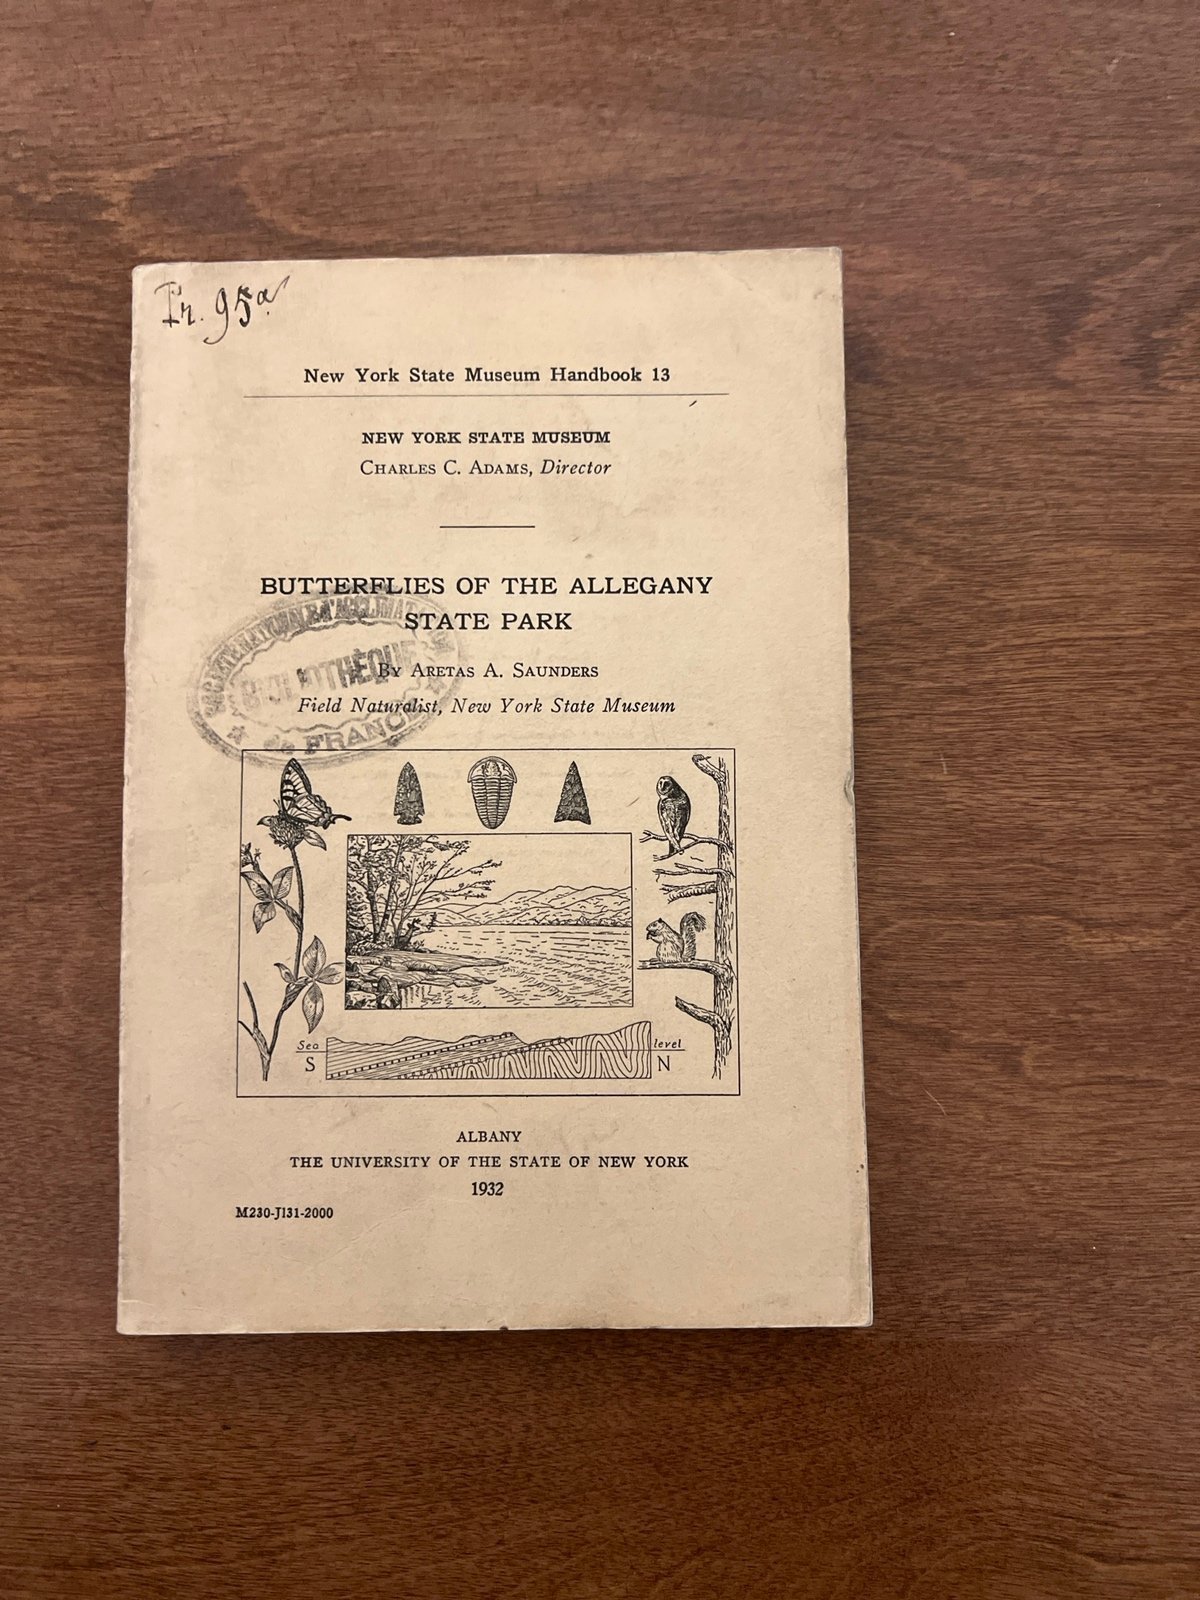 Pr. 95a
New York State Museum Handbook 13
NEW YORK STATE MUSEUM
CHARLES C. ADAMS, Director
BUTTERFLIES OF THE ALLEGANY
STATE PARK
By ARETAS A. SAUNDERS
Field Naturalist, New York State Museum
BIBLIOTHÈQUE
de FRANCE
Sea level
S N
ALBANY
THE UNIVERSITY OF THE STATE OF NEW YORK
1932
M230-J131-2000